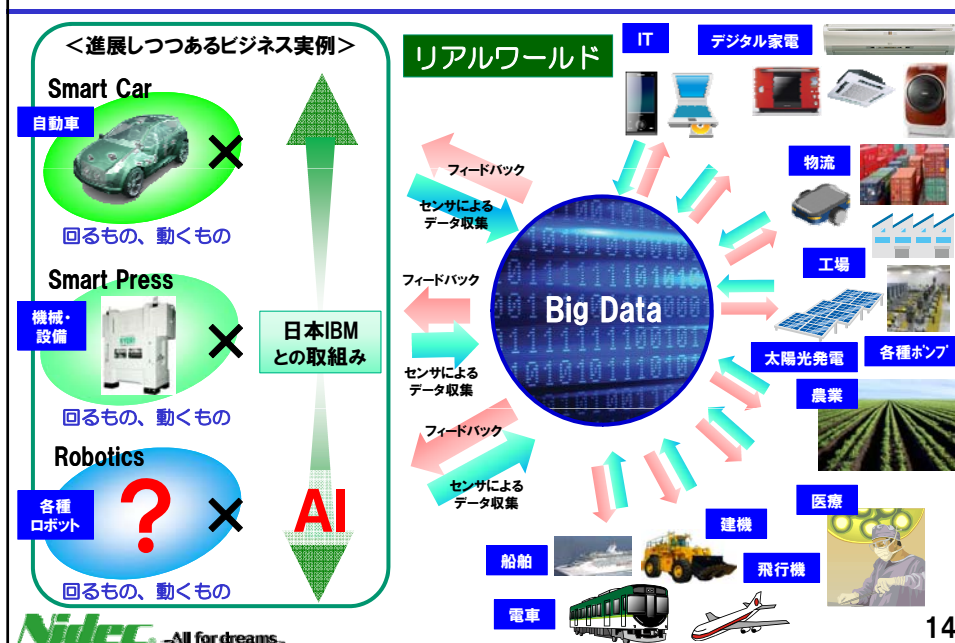 ＜進展しつつあるビジネス実例＞
Smart Car
自動車
×
回るもの、動くもの
Smart Press
機械・
設備
×
回るもの、動くもの
Robotics
各種
ロボット
?
×
回るもの、動くもの
日本IBM
との取組み
AI
リアルワールド
フィードバック
センサによる
データ収集
フィードバック
センサによる
データ収集
フィードバック
センサによる
データ収集
Big Data
IT
デジタル家電
物流
工場
太陽光発電
各種ポンプ
農業
医療
建機
飛行機
船舶
電車
Nidec
-All for dreams-
14